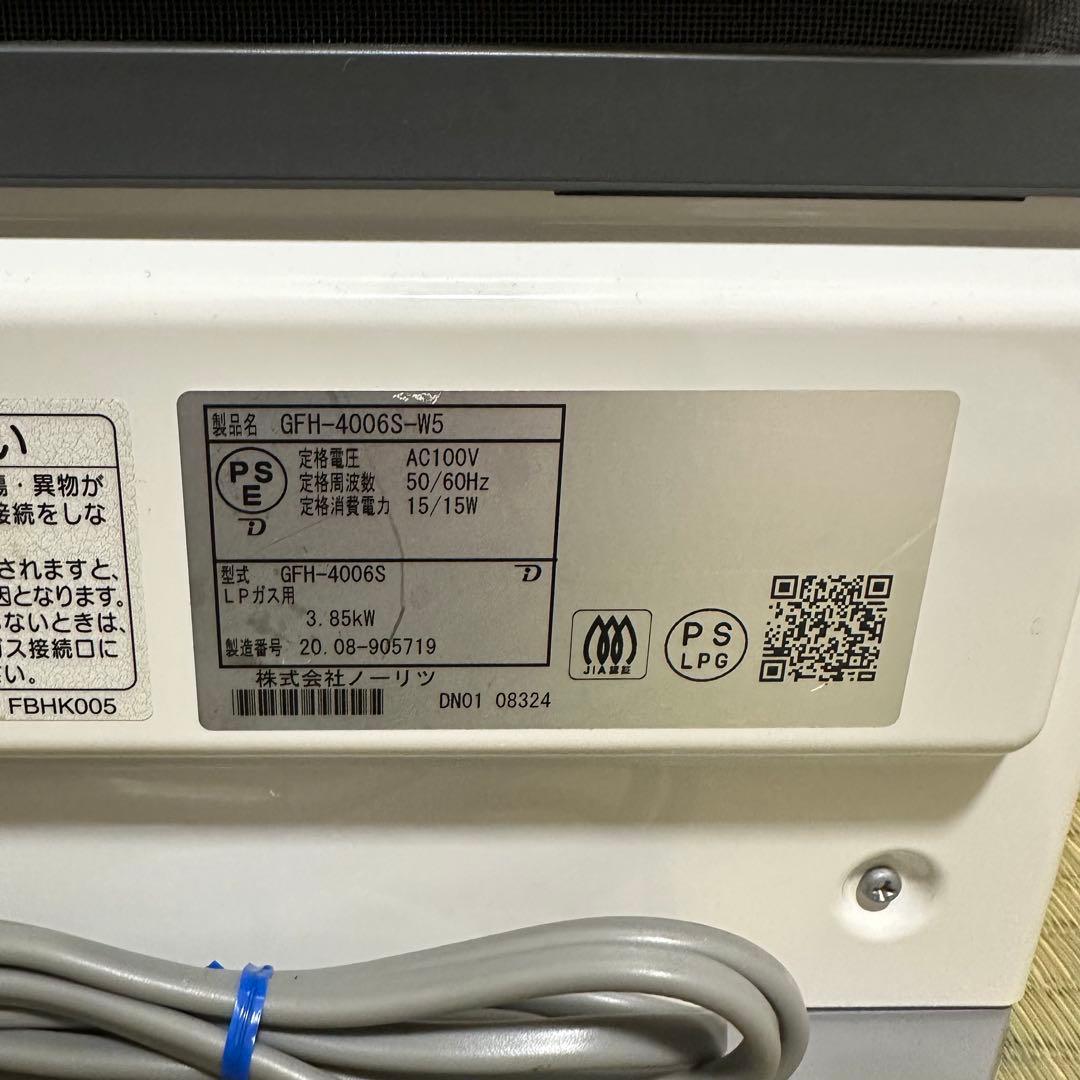 い
傷・異物が
接続をしな
されますと、
因となります。
ないときは、
ガス接続口に
い。
FBHK005
製品名 GFH-4006S-W5
PS
E
定格電圧 AC100V
定格周波数 50/60Hz
定格消費電力 15/15W
型式 GFH-4006S
LPガス用
3.85kW
製造番号 20.08-905719
株式会社ノーリツ
DN01 08324
JIA認証
PS
LPG